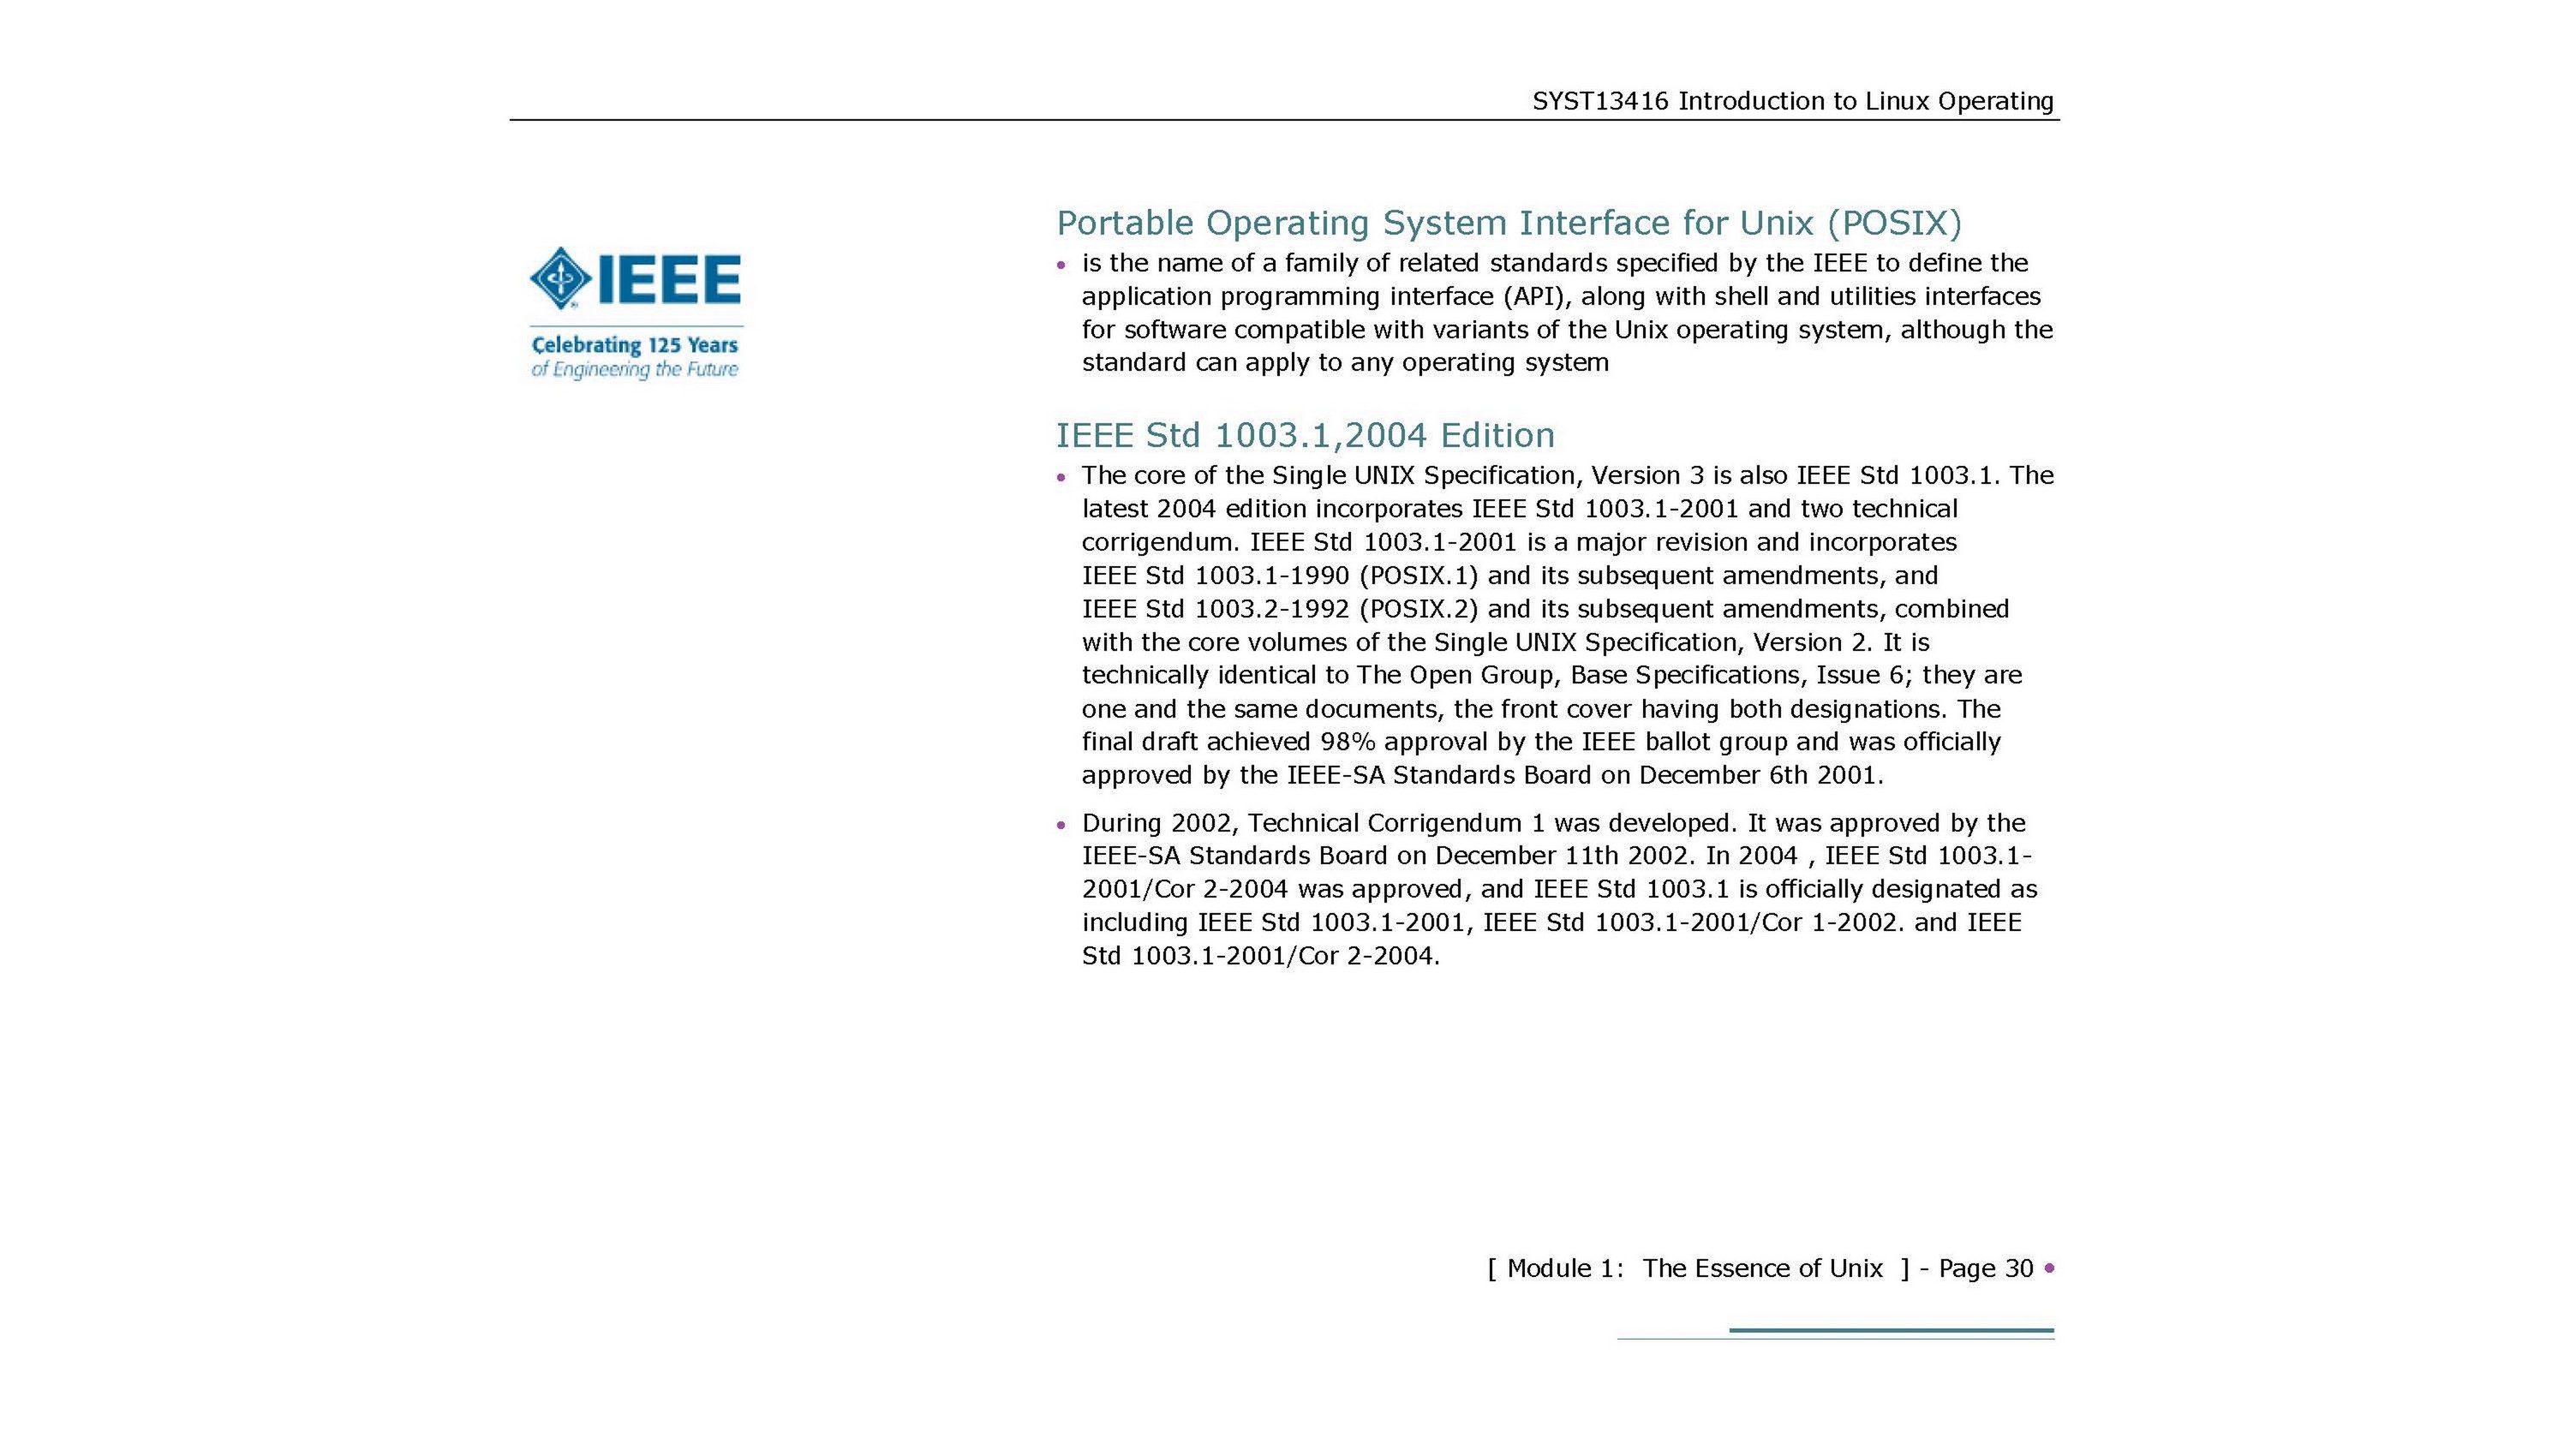 SYST13416 Introduction to Linux Operating
IEEE
Celebrating 125 Years
of Engineering the Future
Portable Operating System Interface for Unix (POSIX)
• is the name of a family of related standards specified by the IEEE to define the
application programming interface (API), along with shell and utilities interfaces
for software compatible with variants of the Unix operating system, although the
standard can apply to any operating system
IEEE Std 1003.1,2004 Edition
• The core of the Single UNIX Specification, Version 3 is also IEEE Std 1003.1. The
latest 2004 edition incorporates IEEE Std 1003.1-2001 and two technical
corrigendum. IEEE Std 1003.1-2001 is a major revision and incorporates
IEEE Std 1003.1-1990 (POSIX.1) and its subsequent amendments, and
IEEE Std 1003.2-1992 (POSIX.2) and its subsequent amendments, combined
with the core volumes of the Single UNIX Specification, Version 2. It is
technically identical to The Open Group, Base Specifications, Issue 6; they are
one and the same documents, the front cover having both designations. The
final draft achieved 98% approval by the IEEE ballot group and was officially
approved by the IEEE-SA Standards Board on December 6th 2001.
• During 2002, Technical Corrigendum 1 was developed. It was approved by the
IEEE-SA Standards Board on December 11th 2002. In 2004 , IEEE Std 1003.1-
2001/Cor 2-2004 was approved, and IEEE Std 1003.1 is officially designated as
including IEEE Std 1003.1-2001, IEEE Std 1003.1-2001/Cor 1-2002. and IEEE
Std 1003.1-2001/Cor 2-2004.
[ Module 1: The Essence of Unix ] - Page 30 •